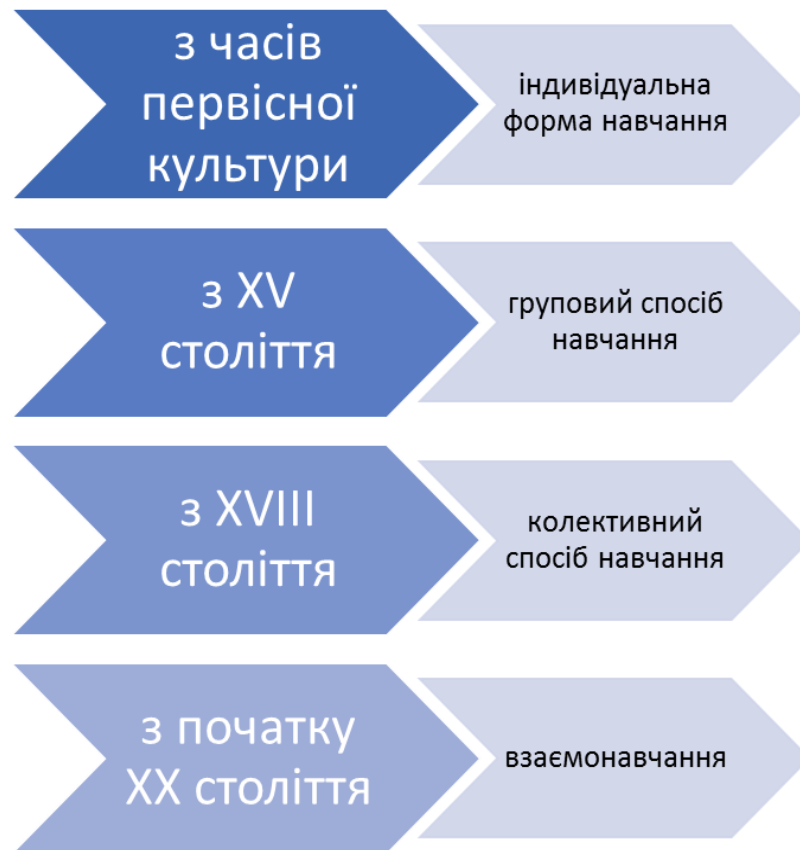 з часів
первісної
культури
індивідуальна
форма навчання
з XV
століття
груповий спосіб
навчання
з XVIII
століття
колективний
спосіб навчання
з початку
XX століття
взаємонавчання